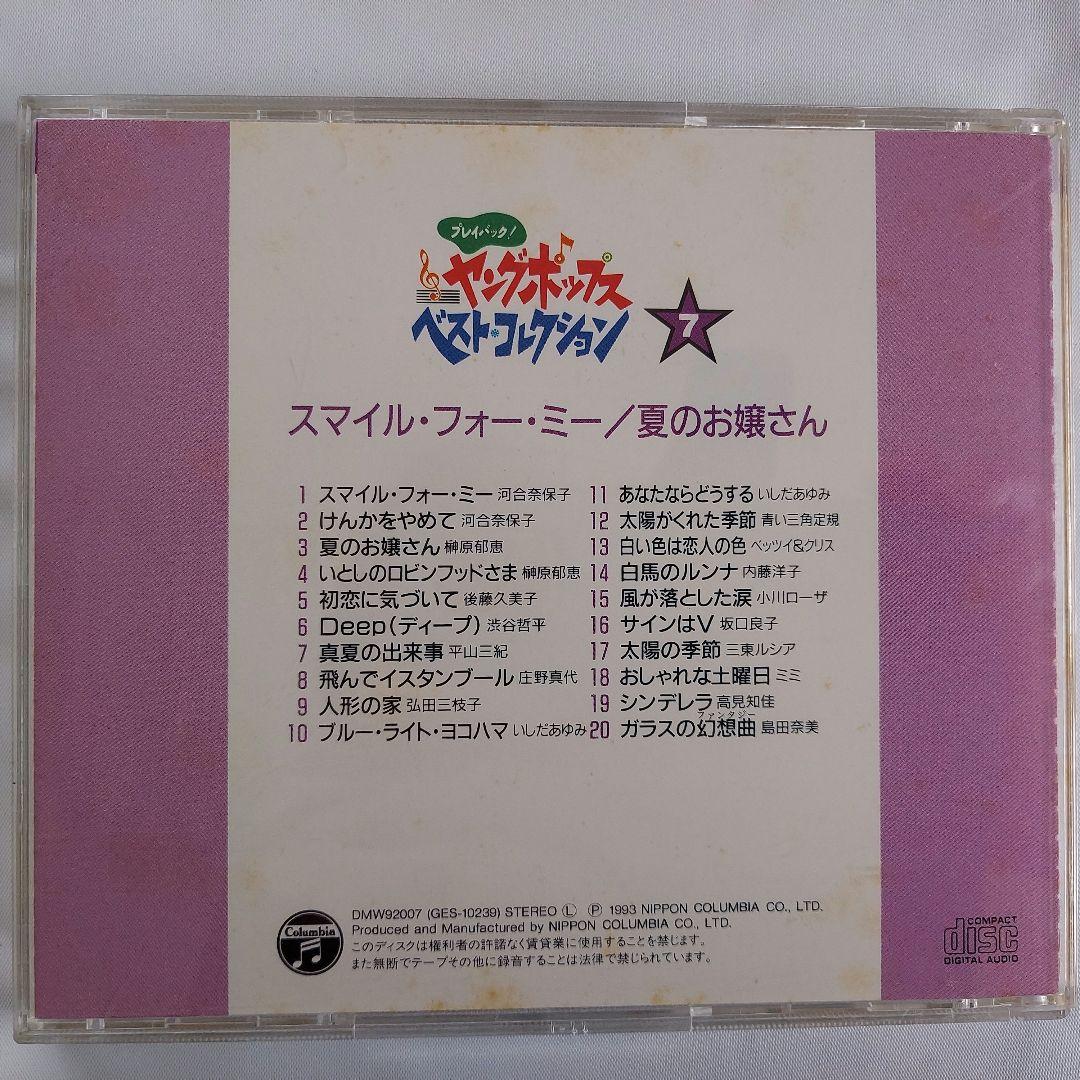 プレイバック!
ヤングポップス
ベスト・コレクション
7
スマイル・フォー・ミー/夏のお嬢さん
1 スマイル・フォー・ミー 河合奈保子
2 けんかをやめて 河合奈保子
3 夏のお嬢さん 榊原郁恵
4 いとしのロビンフッドさま 榊原郁恵
5 初恋に気づいて 後藤久美子
6 Deep(ディープ) 渋谷哲平
7 真夏の出来事 平山三紀
8 飛んでイスタンブール 庄野真代
9 人形の家 弘田三枝子
10 ブルー・ライト・ヨコハマ いしだあゆみ
11 あなたならどうする いしだあゆみ
12 太陽がくれた季節 青い三角定規
13 白い色は恋人の色 ベッツイ&クリス
14 白馬のルンナ 内藤洋子
15 風が落とした涙 小川ローザ
16 サインはV 坂口良子
17 太陽の季節 三東ルシア
18 おしゃれな土曜日 ミミ
19 シンデレラ 高見知佳
ファンタジー
20 ガラスの幻想曲 島田奈美
Columbia
DMW92007 (GES-10239) STEREO Ⓛ Ⓟ 1993 NIPPON COLUMBIA CO., LTD.
Produced and Manufactured by NIPPON COLUMBIA CO., LTD.
このディスクは権利者の許諾なく賃貸業に使用することを禁じます。
また無断でテープその他に録音することは法律で禁じられています。
COMPACT
disc
DIGITAL AUDIO